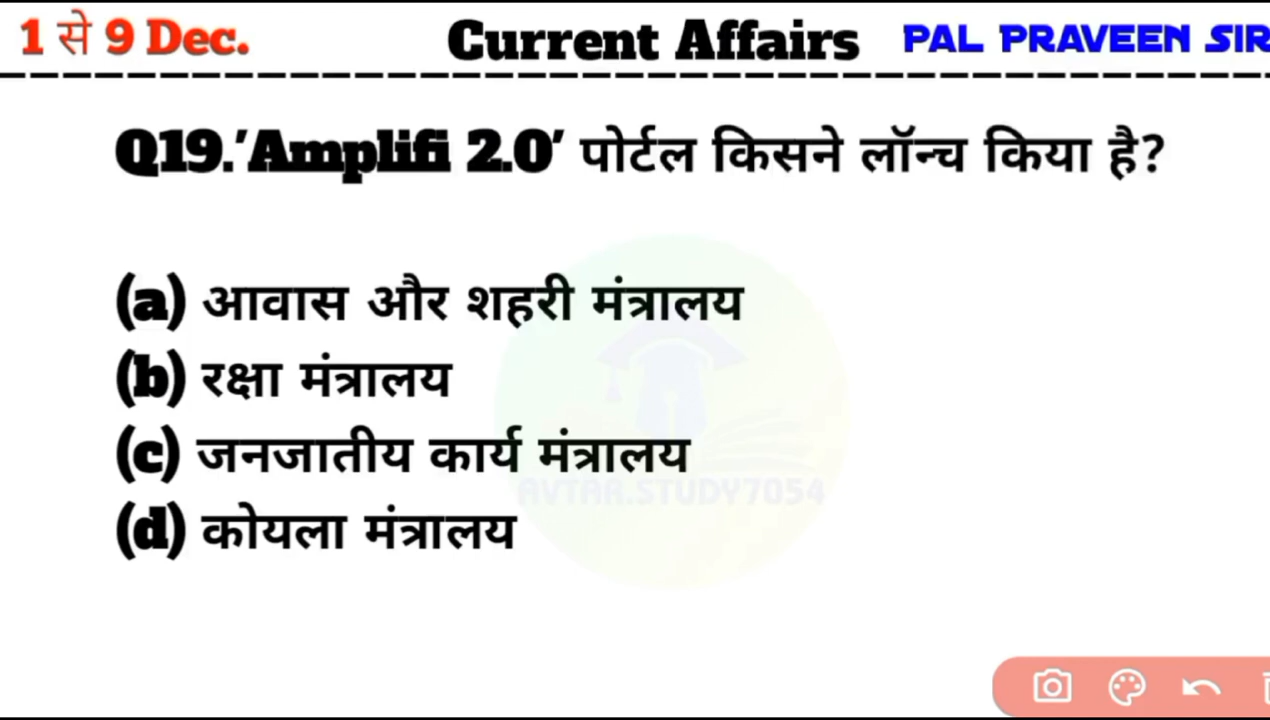 1 से 9 Dec. Current Affairs PAL PRAVEEN SIR
Q19.'Amplifi 2.0' पोर्टल किसने लॉन्च किया है?
(a) आवास और शहरी मंत्रालय
(b) रक्षा मंत्रालय
(c) जनजातीय कार्य मंत्रालय
AVTAR.STUDY7054
(d) कोयला मंत्रालय